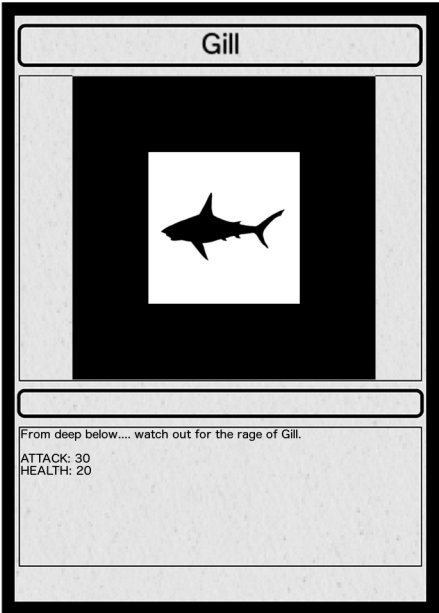 Gill
From deep below.... watch out for the rage of Gill.
ATTACK: 30
HEALTH: 20